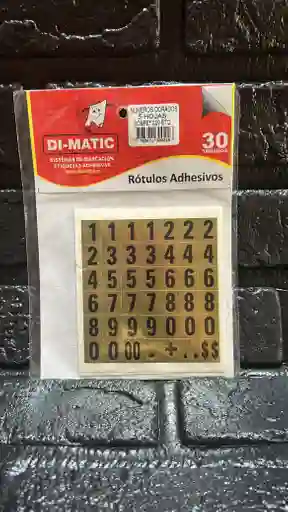 DI-MATIC
NUMEROS DORADOS
5 HOJAS
30
Rótulos Adhesivos
1 1 1 1 2 2 2
2 3 3 3 4 4 4
4 5 5 5 6 6 6
6 7 7 7 8 8 8
8 9 9 9 0 0 0
0 0 00 . + . . $ $